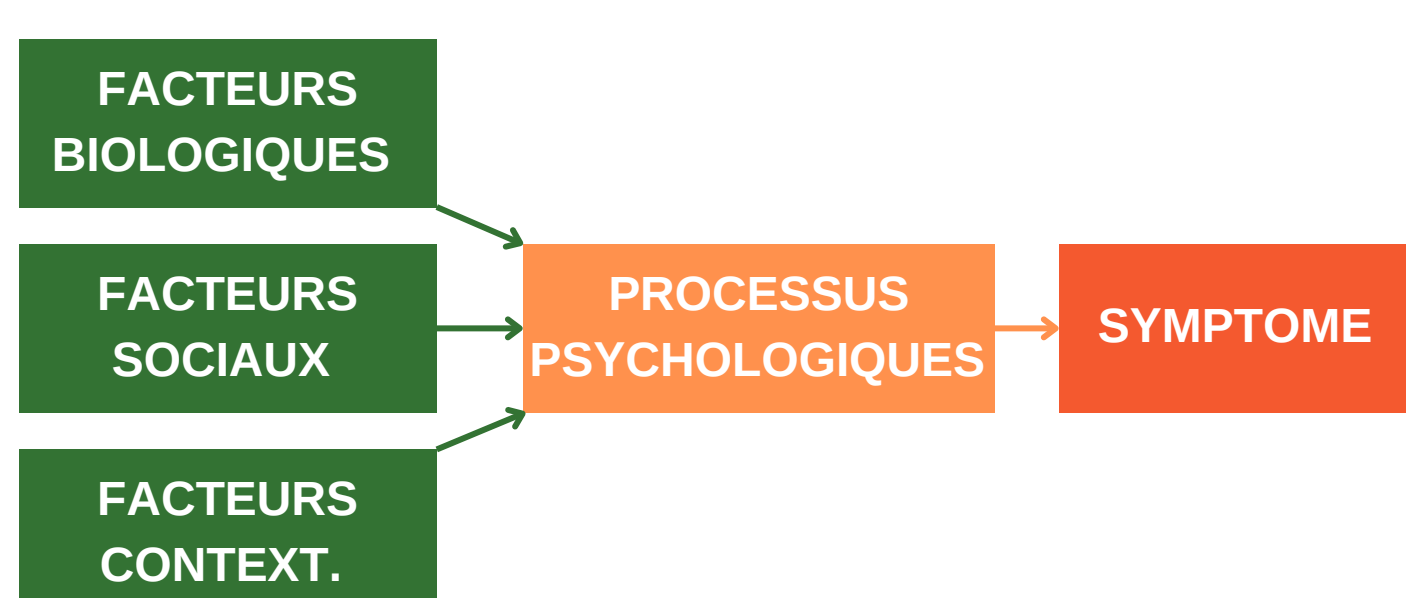 FACTEURS
BIOLOGIQUES
FACTEURS
SOCIAUX
FACTEURS
CONTEXT.
PROCESSUS
PSYCHOLOGIQUES
SYMPTOME